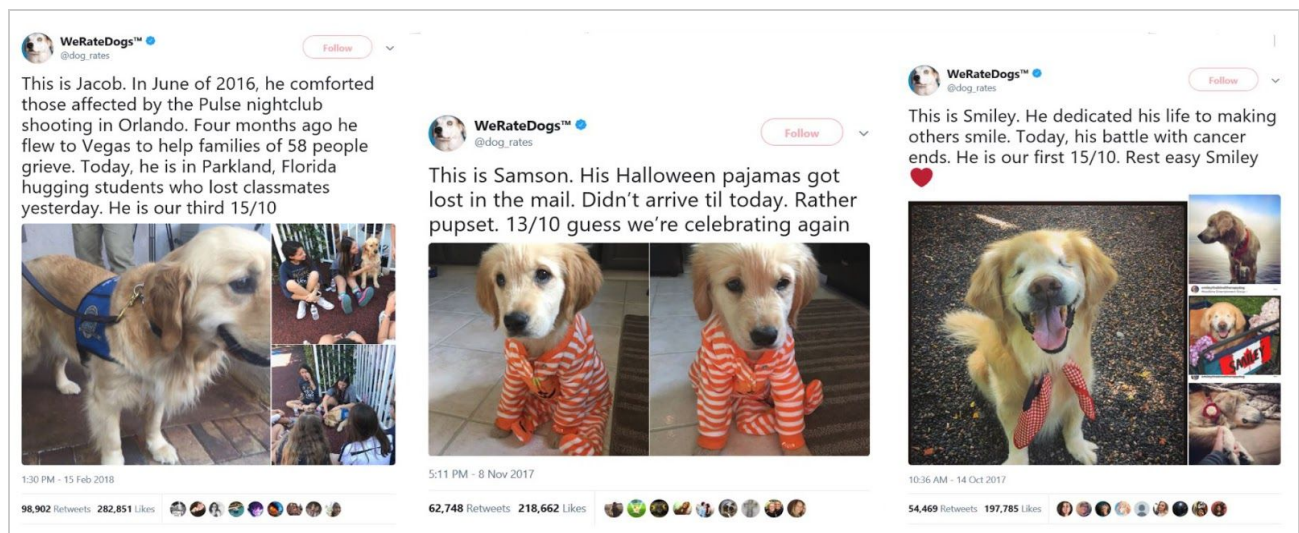 WeRateDogs™
@dog_rates
Follow
This is Jacob. In June of 2016, he comforted
those affected by the Pulse nightclub
shooting in Orlando. Four months ago he
flew to Vegas to help families of 58 people
grieve. Today, he is in Parkland, Florida
hugging students who lost classmates
yesterday. He is our third 15/10
1:30 PM - 15 Feb 2018
98,902 Retweets 282,851 Likes
WeRateDogs™
@dog_rates
Follow
This is Samson. His Halloween pajamas got
lost in the mail. Didn't arrive til today. Rather
pupset. 13/10 guess we're celebrating again
5:11 PM - 8 Nov 2017
62,748 Retweets 218,662 Likes
WeRateDogs™
@dog_rates
Follow
This is Smiley. He dedicated his life to making
others smile. Today, his battle with cancer
ends. He is our first 15/10. Rest easy Smiley
❤️
SMILEY
10:36 AM - 14 Oct 2017
54,469 Retweets 197,785 Likes